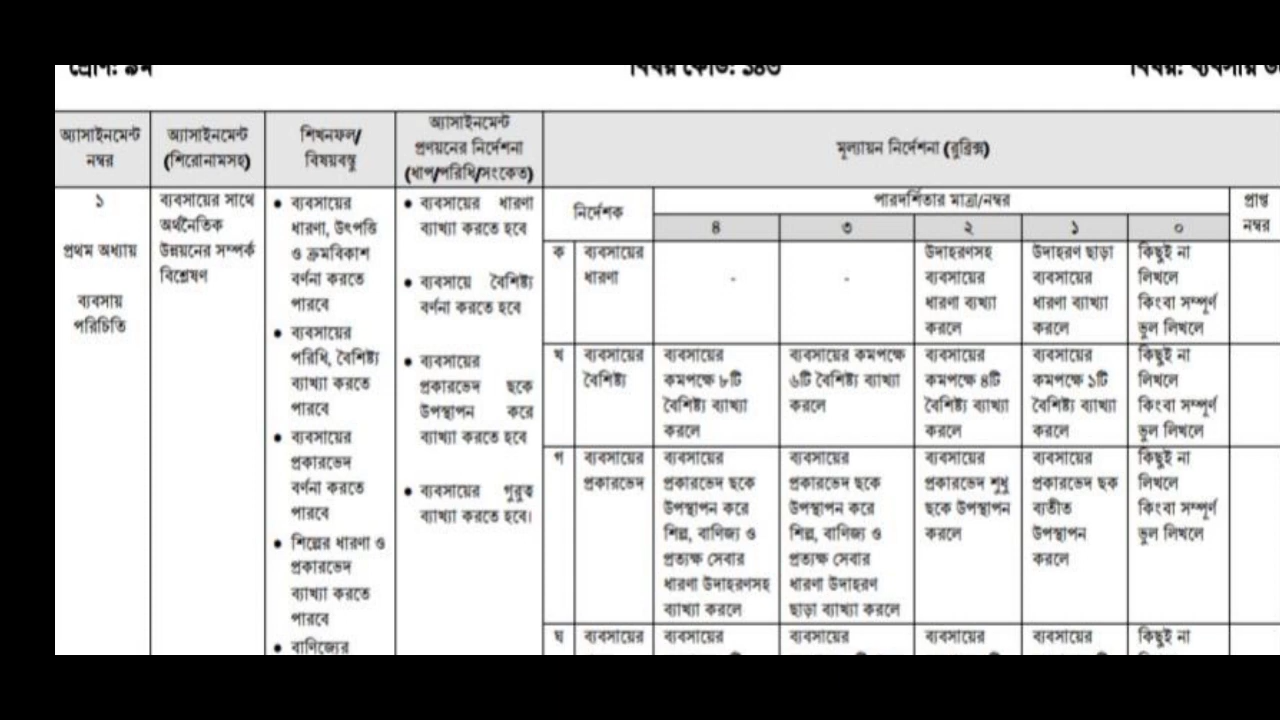 শ্রেণি: ৯ম
বিষয় কোড: ১৪৩
বিষয়: ব্যবসায়
অ্যাসাইনমেন্ট
নম্বর
অ্যাসাইনমেন্ট
(শিরোনামসহ)
শিখনফল/
বিষয়বস্তু
অ্যাসাইনমেন্ট
প্রণয়নের নির্দেশনা
(ধাপ/পরিধি/সংকেত)
মূল্যায়ন নির্দেশনা (রুব্রিক্স)
১
প্রথম অধ্যায়
ব্যবসায়
পরিচিতি
ব্যবসায়ের সাথে
অর্থনৈতিক
উন্নয়নের সম্পর্ক
বিশ্লেষণ
• ব্যবসায়ের
ধারণা, উৎপত্তি
ও ক্রমবিকাশ
বর্ণনা করতে
পারবে
• ব্যবসায়ের
পরিধি, বৈশিষ্ট্য
ব্যাখ্যা করতে
পারবে
• ব্যবসায়ের
প্রকারভেদ
বর্ণনা করতে
পারবে
• শিল্পের ধারণা ও
প্রকারভেদ
ব্যাখ্যা করতে
পারবে
• বাণিজ্যের
• ব্যবসায়ের ধারণা
ব্যাখ্যা করতে হবে
• ব্যবসায়ে বৈশিষ্ট্য
বর্ণনা করতে হবে
• ব্যবসায়ের
প্রকারভেদ ছকে
উপস্থাপন করে
ব্যাখ্যা করতে হবে
• ব্যবসায়ের গুরুত্ব
ব্যাখ্যা করতে হবে।
নির্দেশক
পারদর্শিতার মাত্রা/নম্বর
প্রাপ্ত
নম্বর
৪ ৩ ২ ১ ০
ক
ব্যবসায়ের
ধারণা
-
-
উদাহরণসহ
ব্যবসায়ের
ধারণা ব্যখ্যা
করলে
উদাহরণ ছাড়া
ব্যবসায়ের
ধারণা ব্যাখ্যা
করলে
কিছুই না
লিখলে
কিংবা সম্পূর্ণ
ভুল লিখলে
খ
ব্যবসায়ের
বৈশিষ্ট্য
ব্যবসায়ের
কমপক্ষে ৮টি
বৈশিষ্ট্য ব্যাখ্যা
করলে
ব্যবসায়ের কমপক্ষে
৬টি বৈশিষ্ট্য ব্যাখ্যা
করলে
ব্যবসায়ের
কমপক্ষে ৪টি
বৈশিষ্ট্য ব্যাখ্যা
করলে
ব্যবসায়ের
কমপক্ষে ১টি
বৈশিষ্ট্য ব্যাখ্যা
করলে
কিছুই না
লিখলে
কিংবা সম্পূর্ণ
ভুল লিখলে
গ
ব্যবসায়ের
প্রকারভেদ
ব্যবসায়ের
প্রকারভেদ ছকে
উপস্থাপন করে
শিল্প, বাণিজ্য ও
প্রত্যক্ষ সেবার
ধারণা উদাহরণসহ
ব্যাখ্যা করলে
ব্যবসায়ের
প্রকারভেদ ছকে
উপস্থাপন করে
শিল্প, বাণিজ্য ও
প্রত্যক্ষ সেবার
ধারণা উদাহরণ
ছাড়া ব্যাখ্যা করলে
ব্যবসায়ের
প্রকারভেদ শুধু
ছকে উপস্থাপন
করলে
ব্যবসায়ের
প্রকারভেদ ছক
ব্যতীত
উপস্থাপন
করলে
কিছুই না
লিখলে
কিংবা সম্পূর্ণ
ভুল লিখলে
ঘ
ব্যবসায়ের
ব্যবসায়ের
ব্যবসায়ের
ব্যবসায়ের
ব্যবসায়ের
কিছুই না